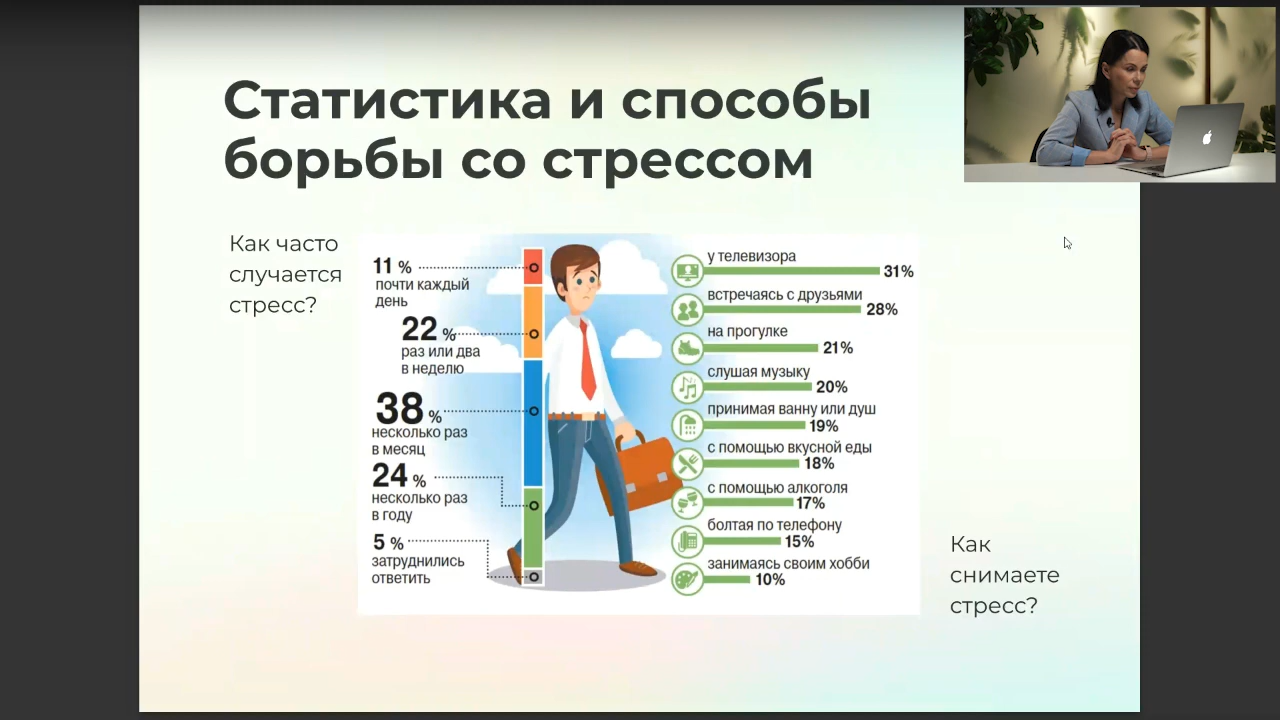 Статистика и способы
борьбы со стрессом
Как часто
случается
стресс?
11 %
почти каждый
день
22 %
раз или два
в неделю
38 %
несколько раз
в месяц
24 %
несколько раз
в году
5 %
затруднились
ответить
у телевизора
31%
встречаясь с друзьями
28%
на прогулке
21%
слушая музыку
20%
принимая ванну или душ
19%
с помощью вкусной еды
18%
с помощью алкоголя
17%
болтая по телефону
15%
занимаясь своим хобби
10%
Как
снимаете
стресс?